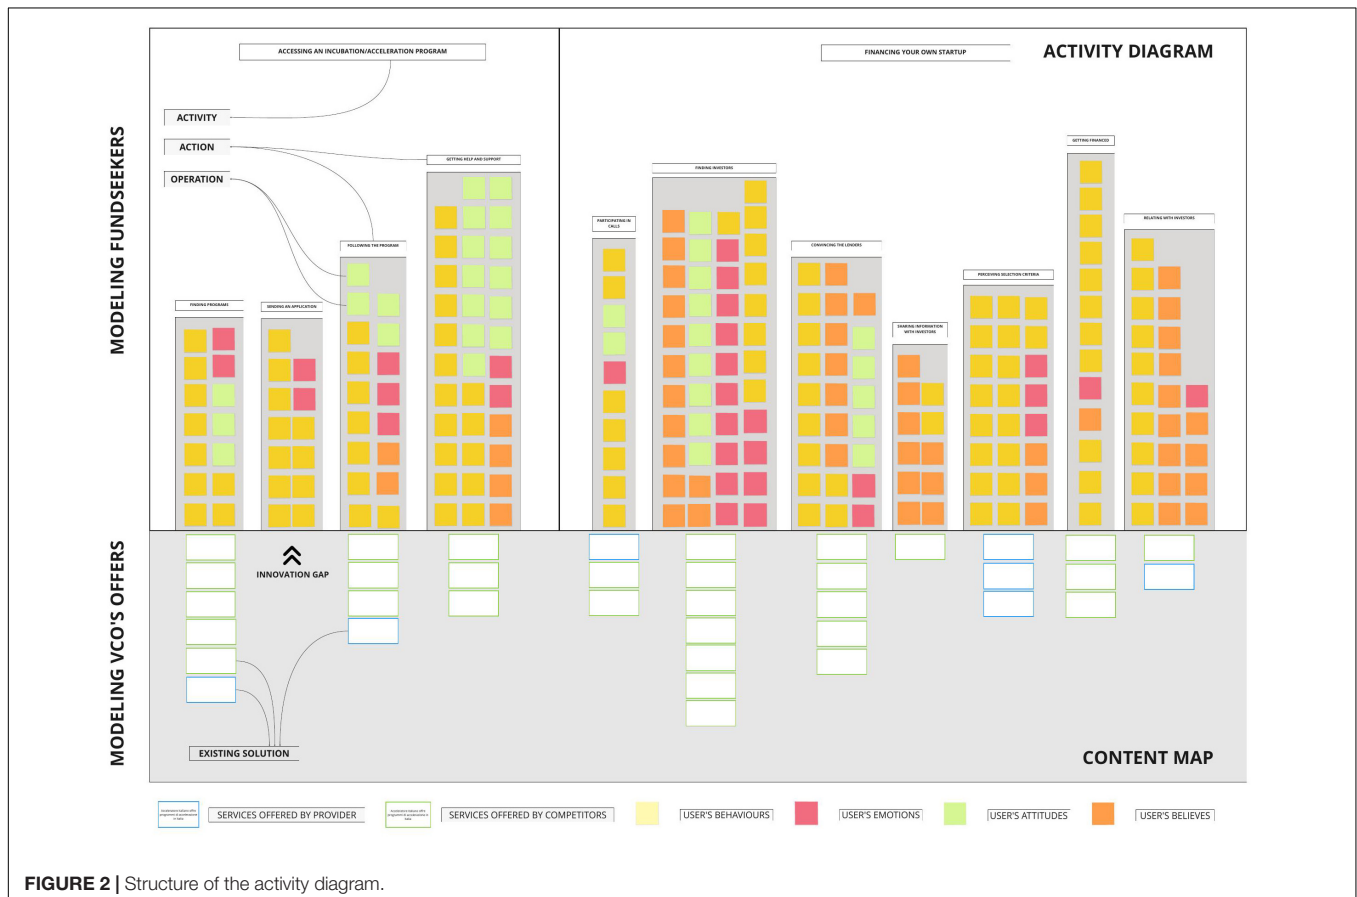 ACCESSING AN INCUBATION/ACCELERATION PROGRAM
FINANCING YOUR OWN STARTUP
ACTIVITY DIAGRAM
MODELING FUNDSEEKERS
ACTIVITY
ACTION
OPERATION
FINDING PROGRAMS
SENDING AN APPLICATION
FOLLOWING THE PROGRAM
GETTING HELP AND SUPPORT
PARTICIPATING IN
CALLS
FINDING INVESTORS
CONVINCING THE LENDERS
SHARING INFORMATION
WITH INVESTORS
PERCEIVING SELECTION CRITERIA
GETTING FINANCED
RELATING WITH INVESTORS
MODELING VCO'S OFFERS
INNOVATION GAP
EXISTING SOLUTION
CONTENT MAP
SERVICES OFFERED BY PROVIDER
SERVICES OFFERED BY COMPETITORS
USER'S BEHAVIOURS
USER'S EMOTIONS
USER'S ATTITUDES
USER'S BELIEVES
FIGURE 2 | Structure of the activity diagram.